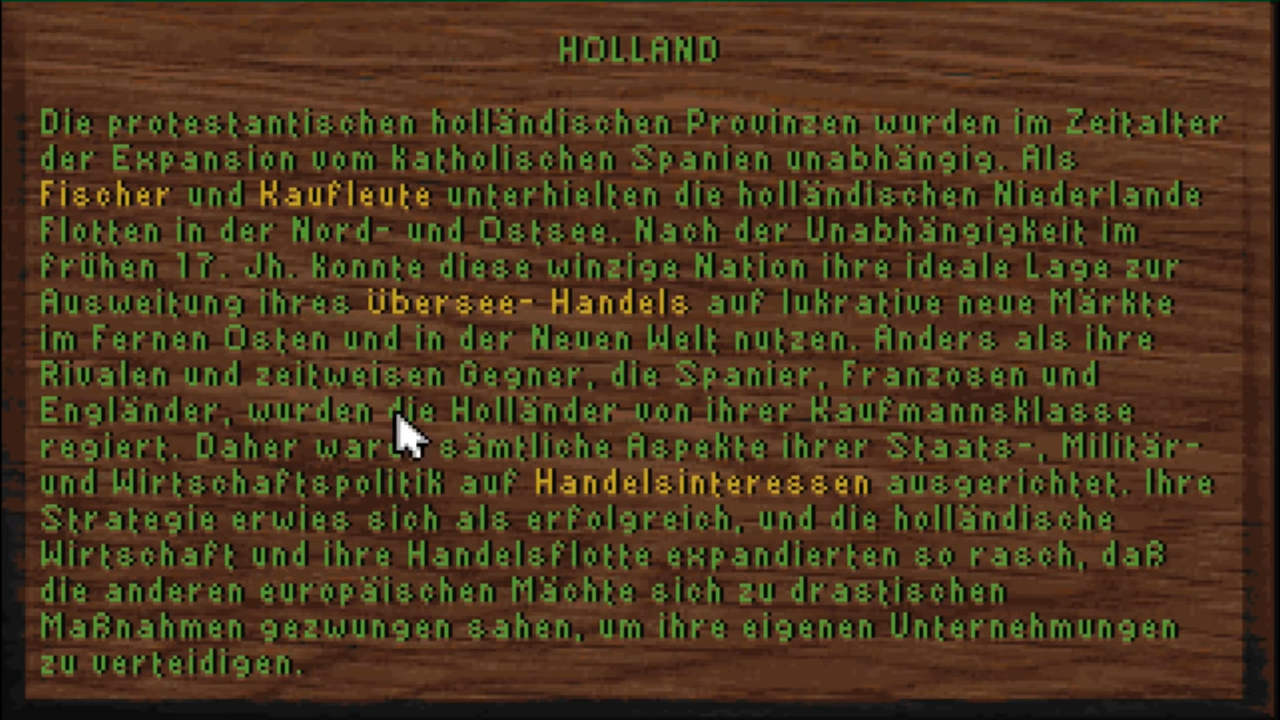 HOLLAND
Die protestantischen holländischen Provinzen wurden im Zeitalter
der Expansion vom katholischen Spanien unabhängig. Als
Fischer und Kaufleute unterhielten die holländischen Niederlande
Flotten in der Nord- und Ostsee. Nach der Unabhängigkeit im
frühen 17. Jh. konnte diese winzige Nation ihre ideale Lage zur
Ausweitung ihres Übersee- Handels auf lukrative neue Märkte
im Fernen Osten und in der Neuen Welt nutzen. Anders als ihre
Rivalen und zeitweisen Gegner, die Spanier, Franzosen und
Engländer, wurden die Holländer von ihrer Kaufmannsklasse
regiert. Daher war sämtliche Aspekte ihrer Staats-, Militär-
und Wirtschaftspolitik auf Handelsinteressen ausgerichtet. Ihre
Strategie erwies sich als erfolgreich, und die holländische
Wirtschaft und ihre Handelsflotte expandierten so rasch, daß
die anderen europäischen Mächte sich zu drastischen
Maßnahmen gezwungen sahen, um ihre eigenen Unternehmungen
zu verteidigen.